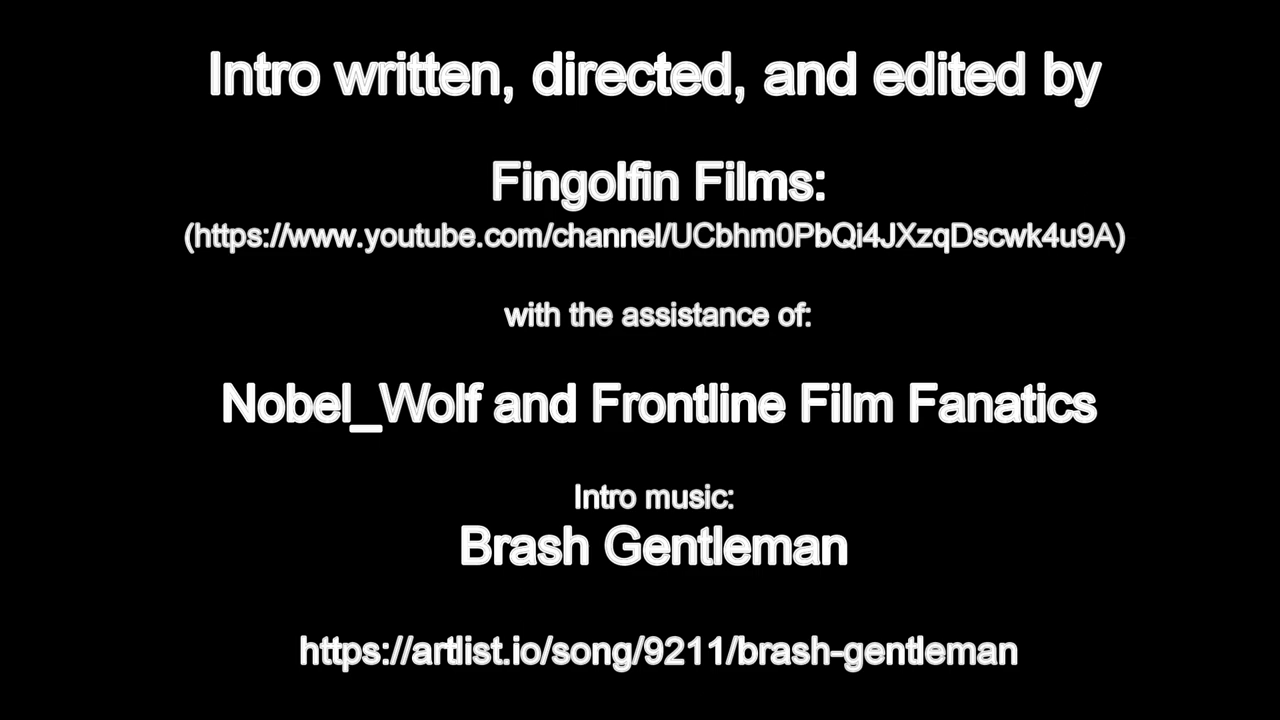 Intro written, directed, and edited by
Fingolfin Films:
(https://www.youtube.com/channel/UCbhm0PbQi4JXzqDscwk4u9A)
with the assistance of:
Nobel_Wolf and Frontline Film Fanatics
Intro music:
Brash Gentleman
https://artlist.io/song/9211/brash-gentleman